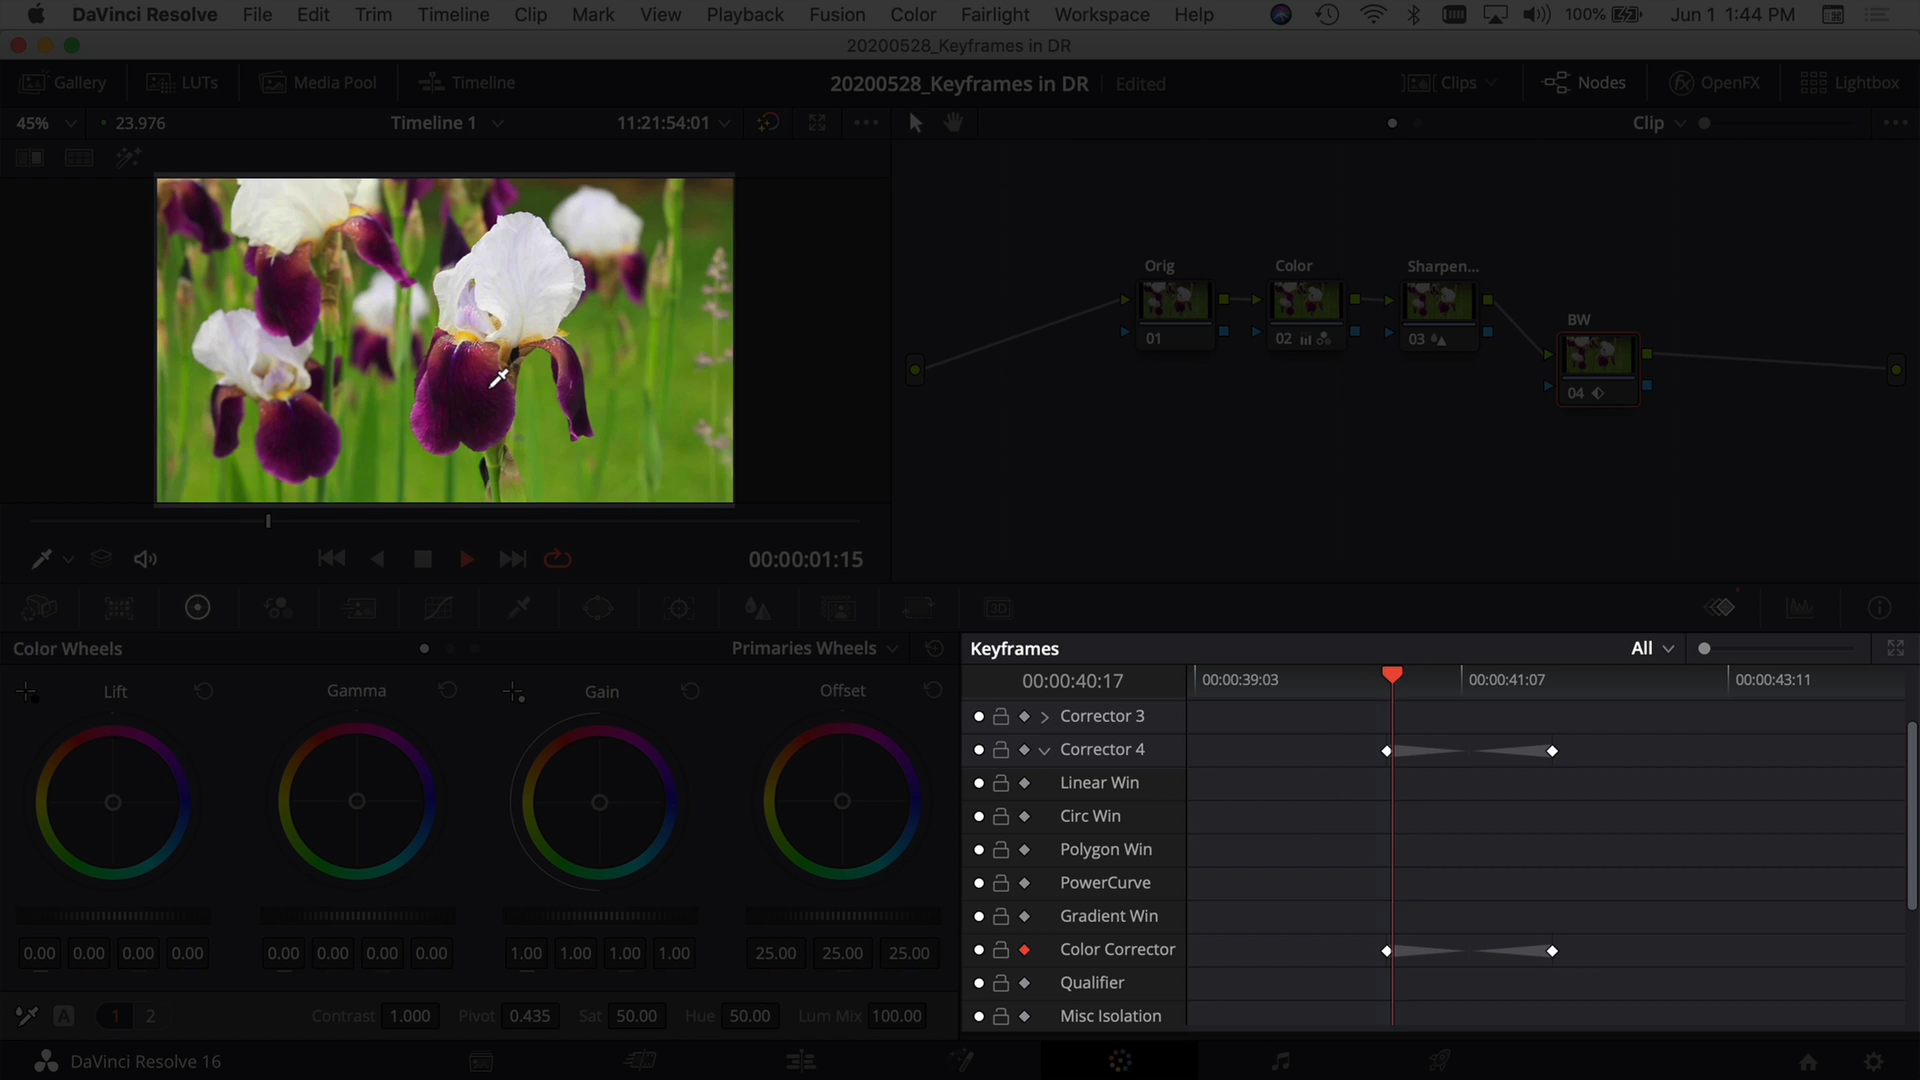 DaVinci Resolve File Edit Trim Timeline Clip Mark View Playback Fusion Color Fairlight Workspace Help 100% Jun 1 1:44 PM
20200528_Keyframes in DR
Gallery LUTs Media Pool Timeline 20200528_Keyframes in DR Edited Clips Nodes OpenFX Lightbox
45% 23.976 Timeline 1 11:21:54:01 Clip
Orig Color Sharpen...
01 02 03
BW
04
00:00:01:15
3D
Color Wheels Primaries Wheels
Lift Gamma Gain Offset
0.00 0.00 0.00 0.00 0.00 0.00 0.00 0.00 1.00 1.00 1.00 1.00 25.00 25.00 25.00
A 1 2 Contrast 1.000 Pivot 0.435 Sat 50.00 Hue 50.00 Lum Mix 100.00
Keyframes All
00:00:40:17 00:00:39:03 00:00:41:07 00:00:43:11
Corrector 3
Corrector 4
Linear Win
Circ Win
Polygon Win
PowerCurve
Gradient Win
Color Corrector
Qualifier
Misc Isolation
DaVinci Resolve 16